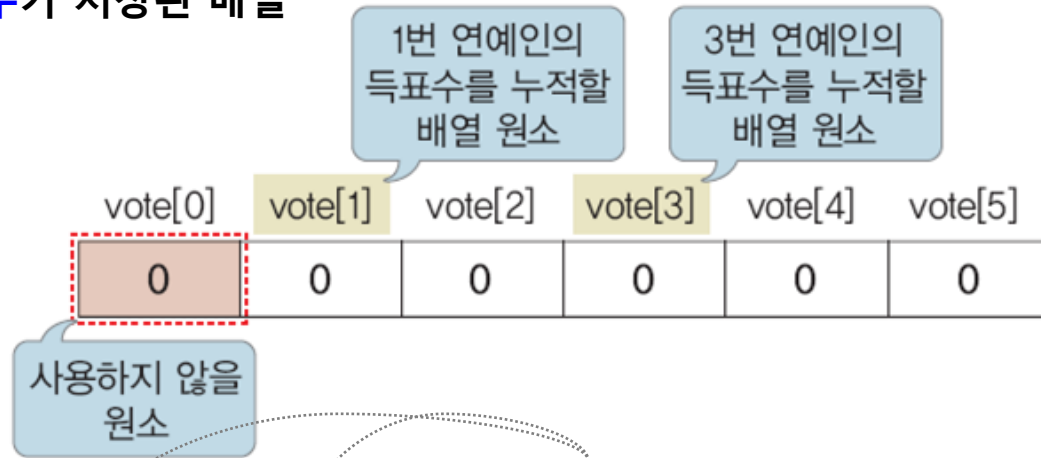 배열
1번 연예인의
득표수를 누적할
배열 원소
3번 연예인의
득표수를 누적할
배열 원소
vote[0] vote[1] vote[2] vote[3] vote[4] vote[5]
0 0 0 0 0 0
사용하지 않을
원소